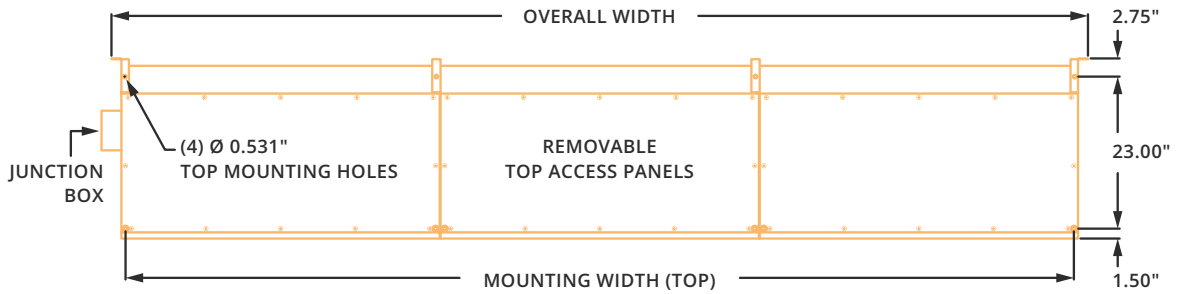 OVERALL WIDTH
2.75"
(4) Ø 0.531"
TOP MOUNTING HOLES
REMOVABLE
TOP ACCESS PANELS
23.00"
JUNCTION
BOX
MOUNTING WIDTH (TOP)
1.50"